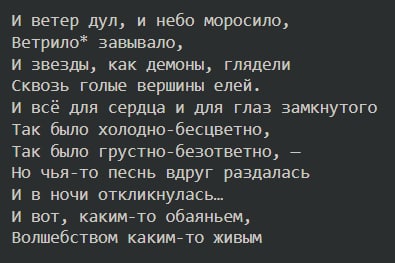 И ветер дул, и небо моросило,
Ветрило* завывало,
И звезды, как демоны, глядели
Сквозь голые вершины елей.
И всё для сердца и для глаз замкнутого
Так было холодно-бесцветно,
Так было грустно-безответно, —
Но чья-то песнь вдруг раздалась
И в ночи откликнулась…
И вот, каким-то обаяньем,
Волшебством каким-то живым